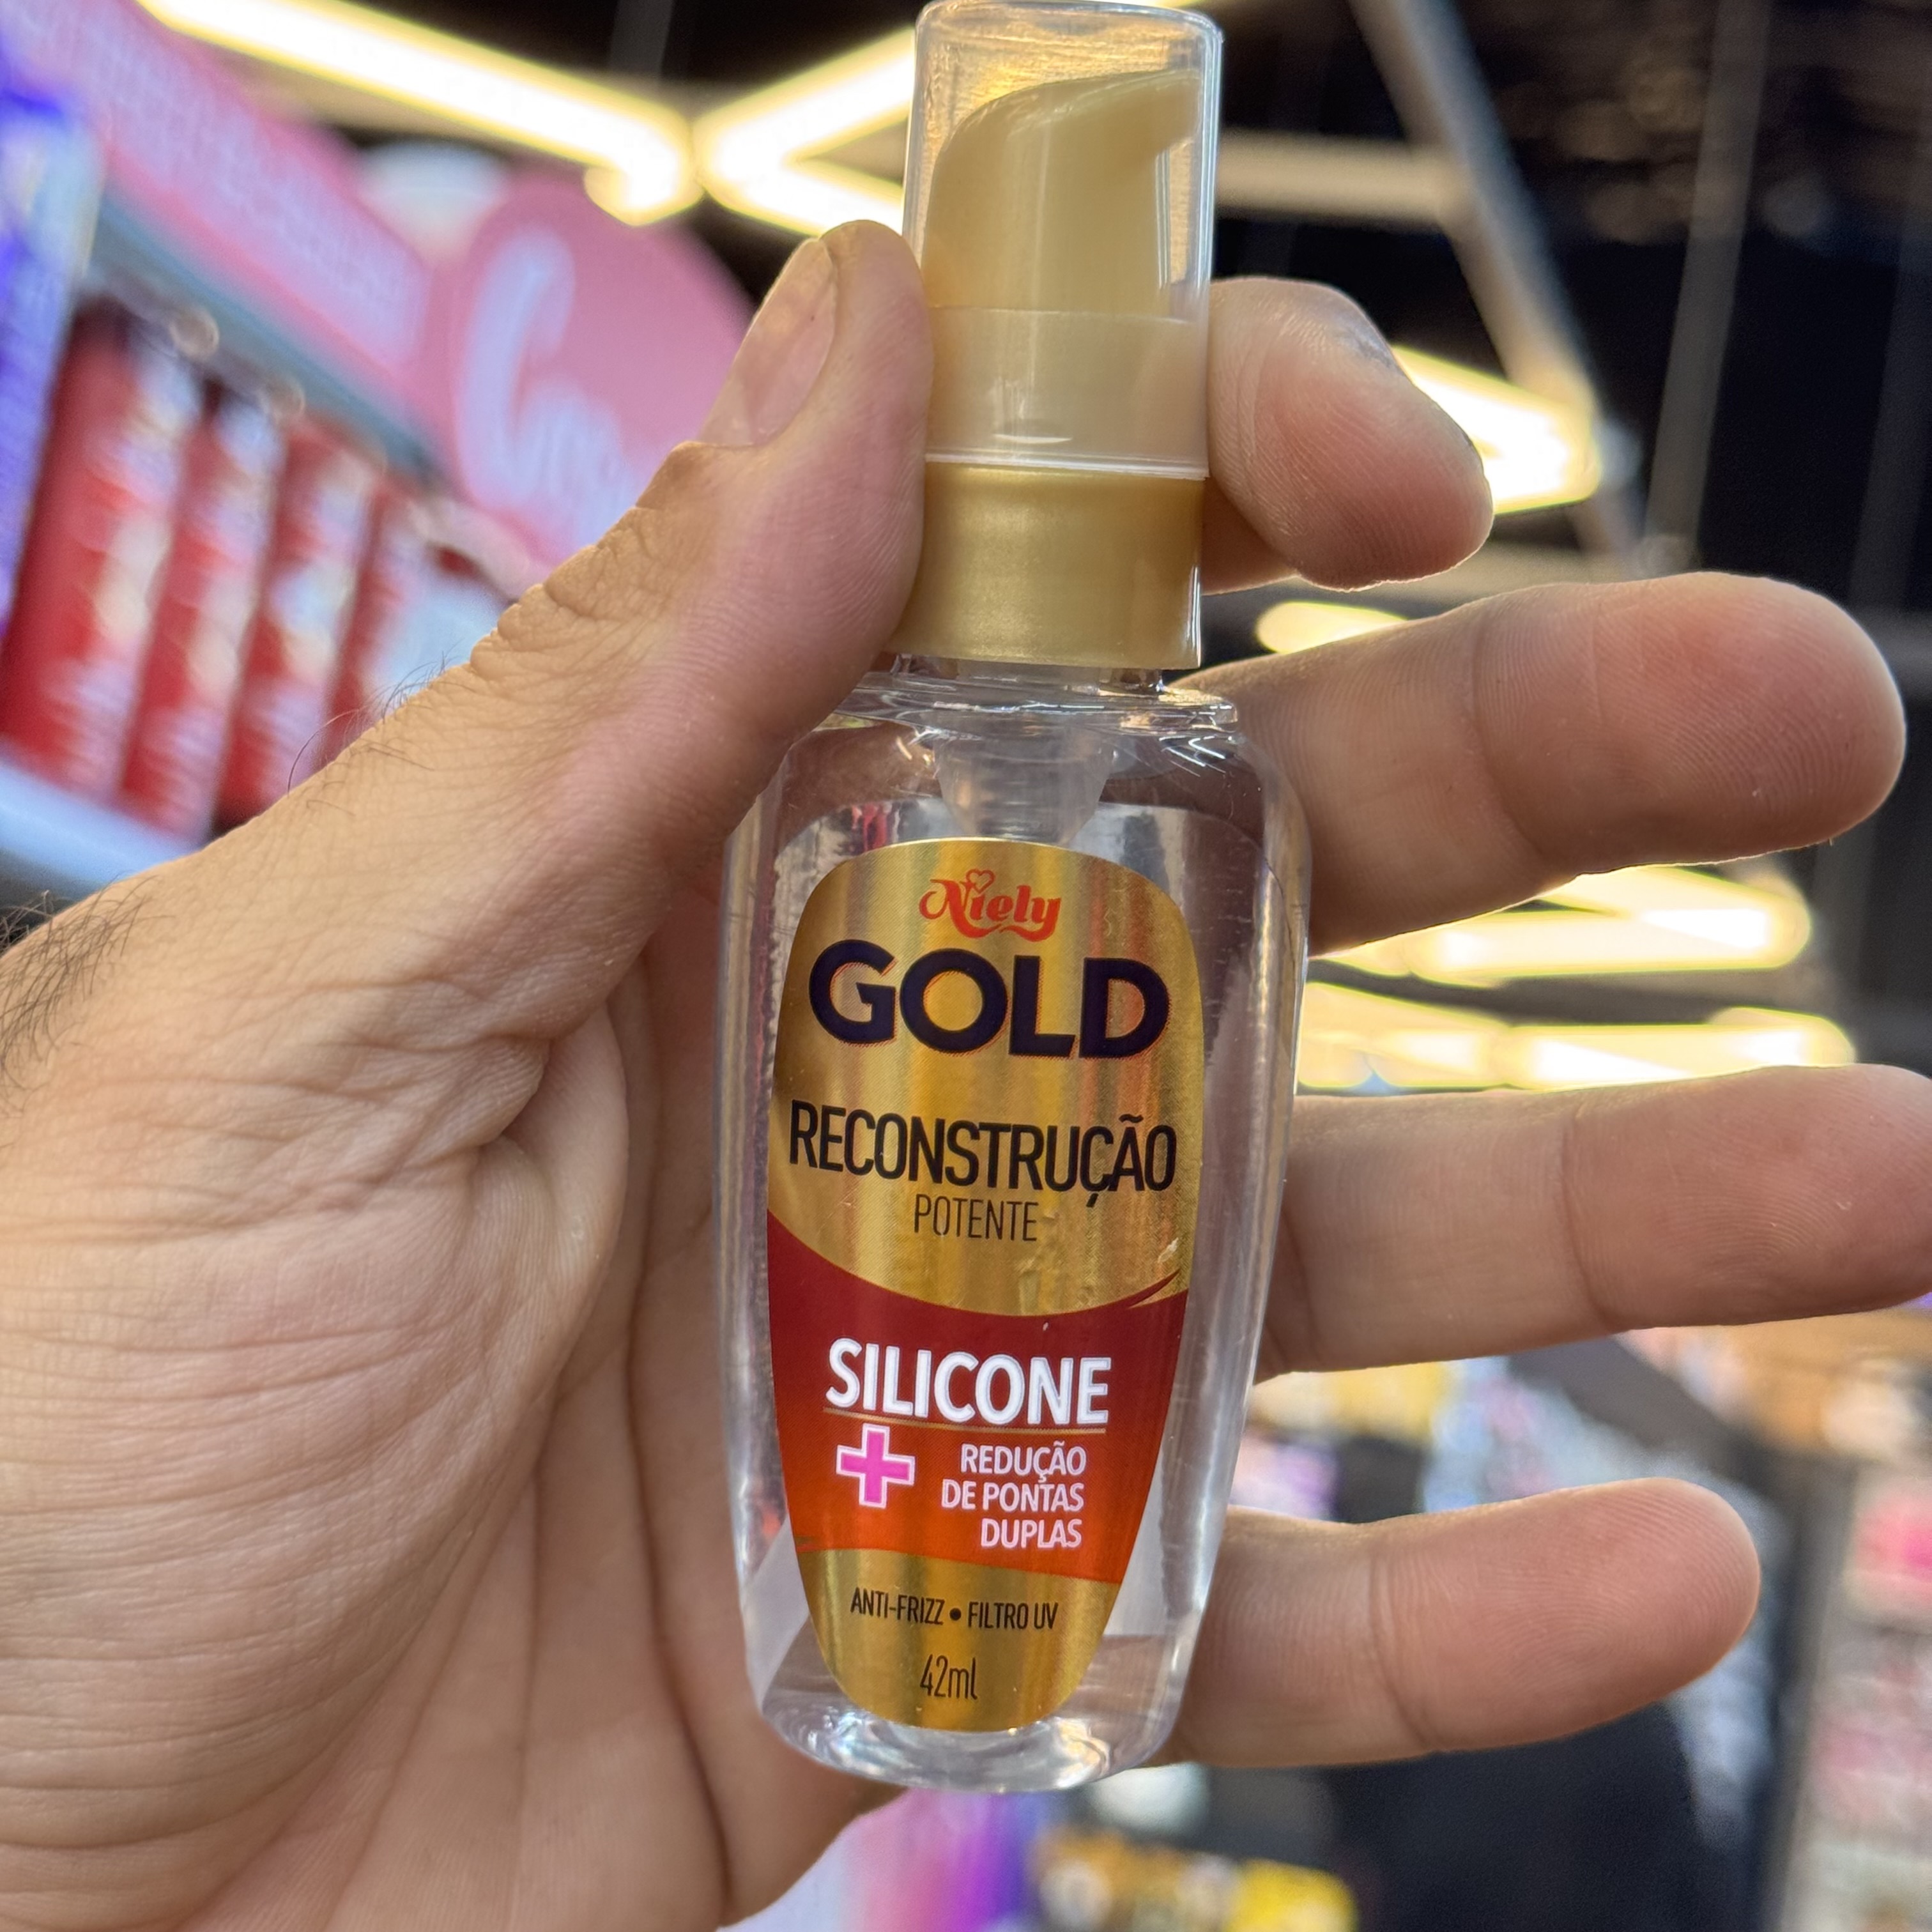 Niely
GOLD
RECONSTRUÇÃO
POTENTE
SILICONE
+ REDUÇÃO
DE PONTAS
DUPLAS
ANTI-FRIZZ • FILTRO UV
42ml